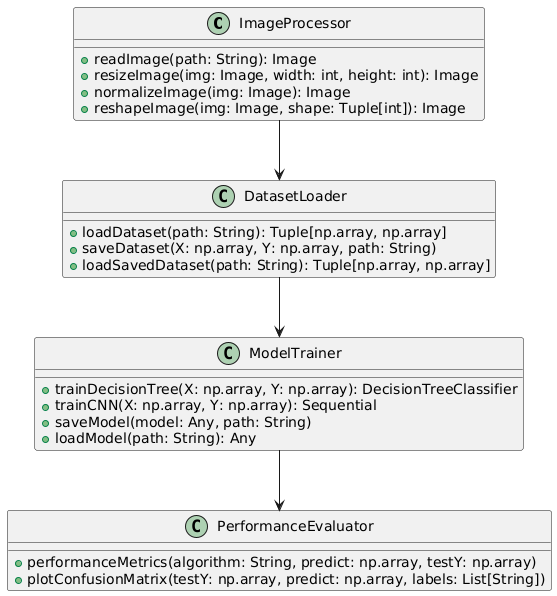 C ImageProcessor
readImage(path: String): Image
resizeImage(img: Image, width: int, height: int): Image
normalizeImage(img: Image): Image
reshapeImage(img: Image, shape: Tuple[int]): Image
C DatasetLoader
loadDataset(path: String): Tuple[np.array, np.array]
saveDataset(X: np.array, Y: np.array, path: String)
loadSavedDataset(path: String): Tuple[np.array, np.array]
C ModelTrainer
trainDecisionTree(X: np.array, Y: np.array): DecisionTreeClassifier
trainCNN(X: np.array, Y: np.array): Sequential
saveModel(model: Any, path: String)
loadModel(path: String): Any
C PerformanceEvaluator
performanceMetrics(algorithm: String, predict: np.array, testY: np.array)
plotConfusionMatrix(testY: np.array, predict: np.array, labels: List[String])